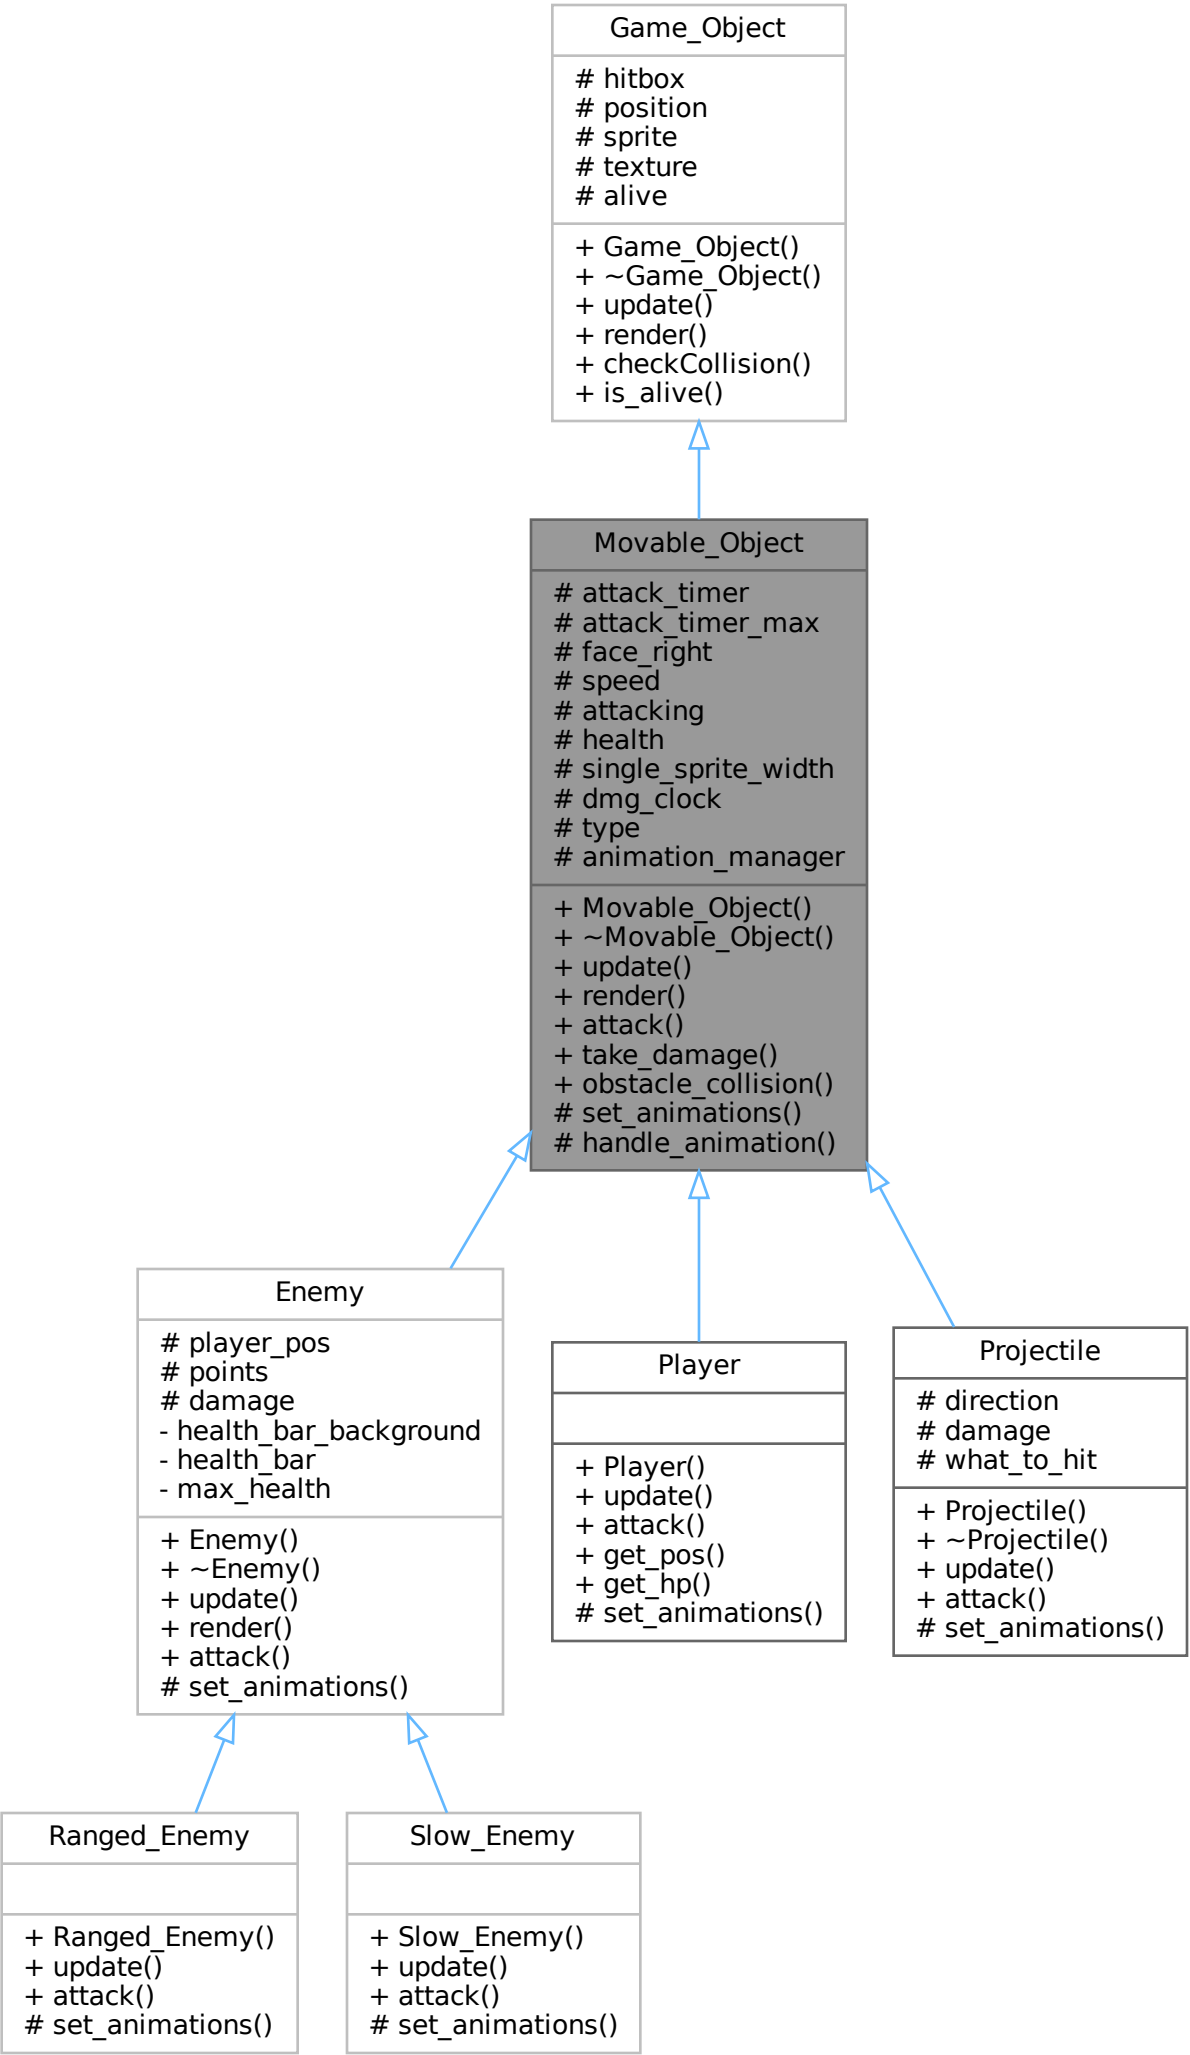 Game_Object
# hitbox
# position
# sprite
# texture
# alive
+ Game_Object()
+ ~Game_Object()
+ update()
+ render()
+ checkCollision()
+ is_alive()
Movable_Object
# attack_timer
# attack_timer_max
# face_right
# speed
# attacking
# health
# single_sprite_width
# dmg_clock
# type
# animation_manager
+ Movable_Object()
+ ~Movable_Object()
+ update()
+ render()
+ attack()
+ take_damage()
+ obstacle_collision()
# set_animations()
# handle_animation()
Enemy
# player_pos
# points
# damage
- health_bar_background
- health_bar
- max_health
+ Enemy()
+ ~Enemy()
+ update()
+ render()
+ attack()
# set_animations()
Player
+ Player()
+ update()
+ attack()
+ get_pos()
+ get_hp()
# set_animations()
Projectile
# direction
# damage
# what_to_hit
+ Projectile()
+ ~Projectile()
+ update()
+ attack()
# set_animations()
Ranged_Enemy
+ Ranged_Enemy()
+ update()
+ attack()
# set_animations()
Slow_Enemy
+ Slow_Enemy()
+ update()
+ attack()
# set_animations()